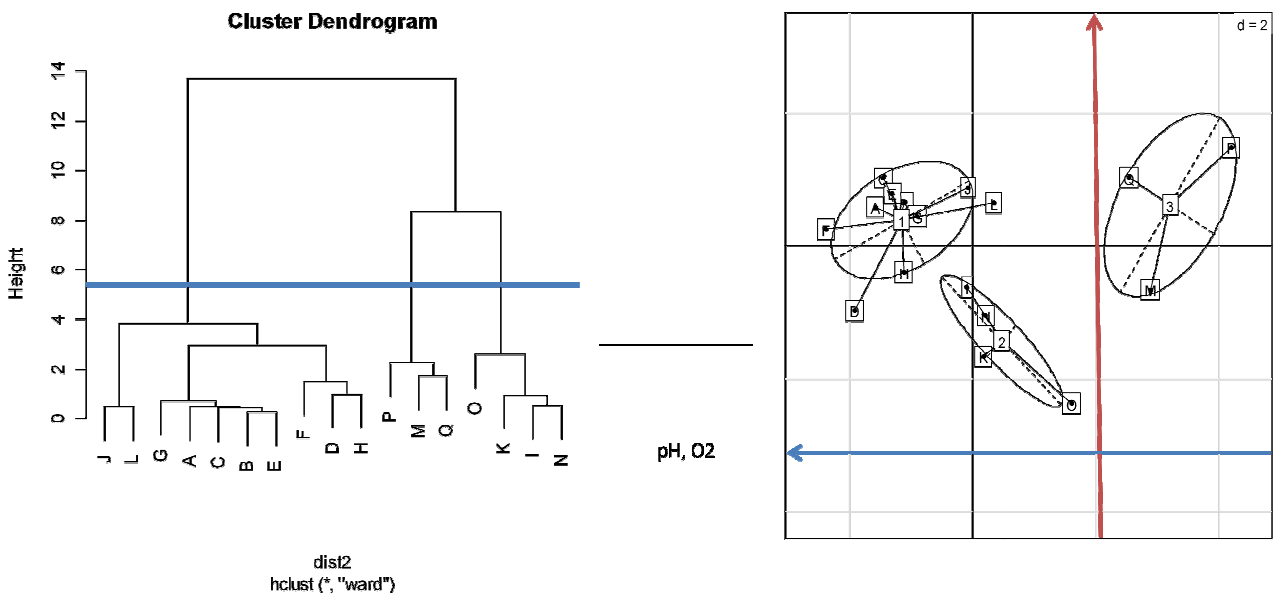 Cluster Dendrogram
Height
14
12
10
8
6
4
2
0
J L G A C B E F D H P M Q O K I N
dist2
hclust (*, "ward")
pH, O2
d = 2
P
Q
3
M
J
L
A
1
G
F
H
D
N
2
K
O